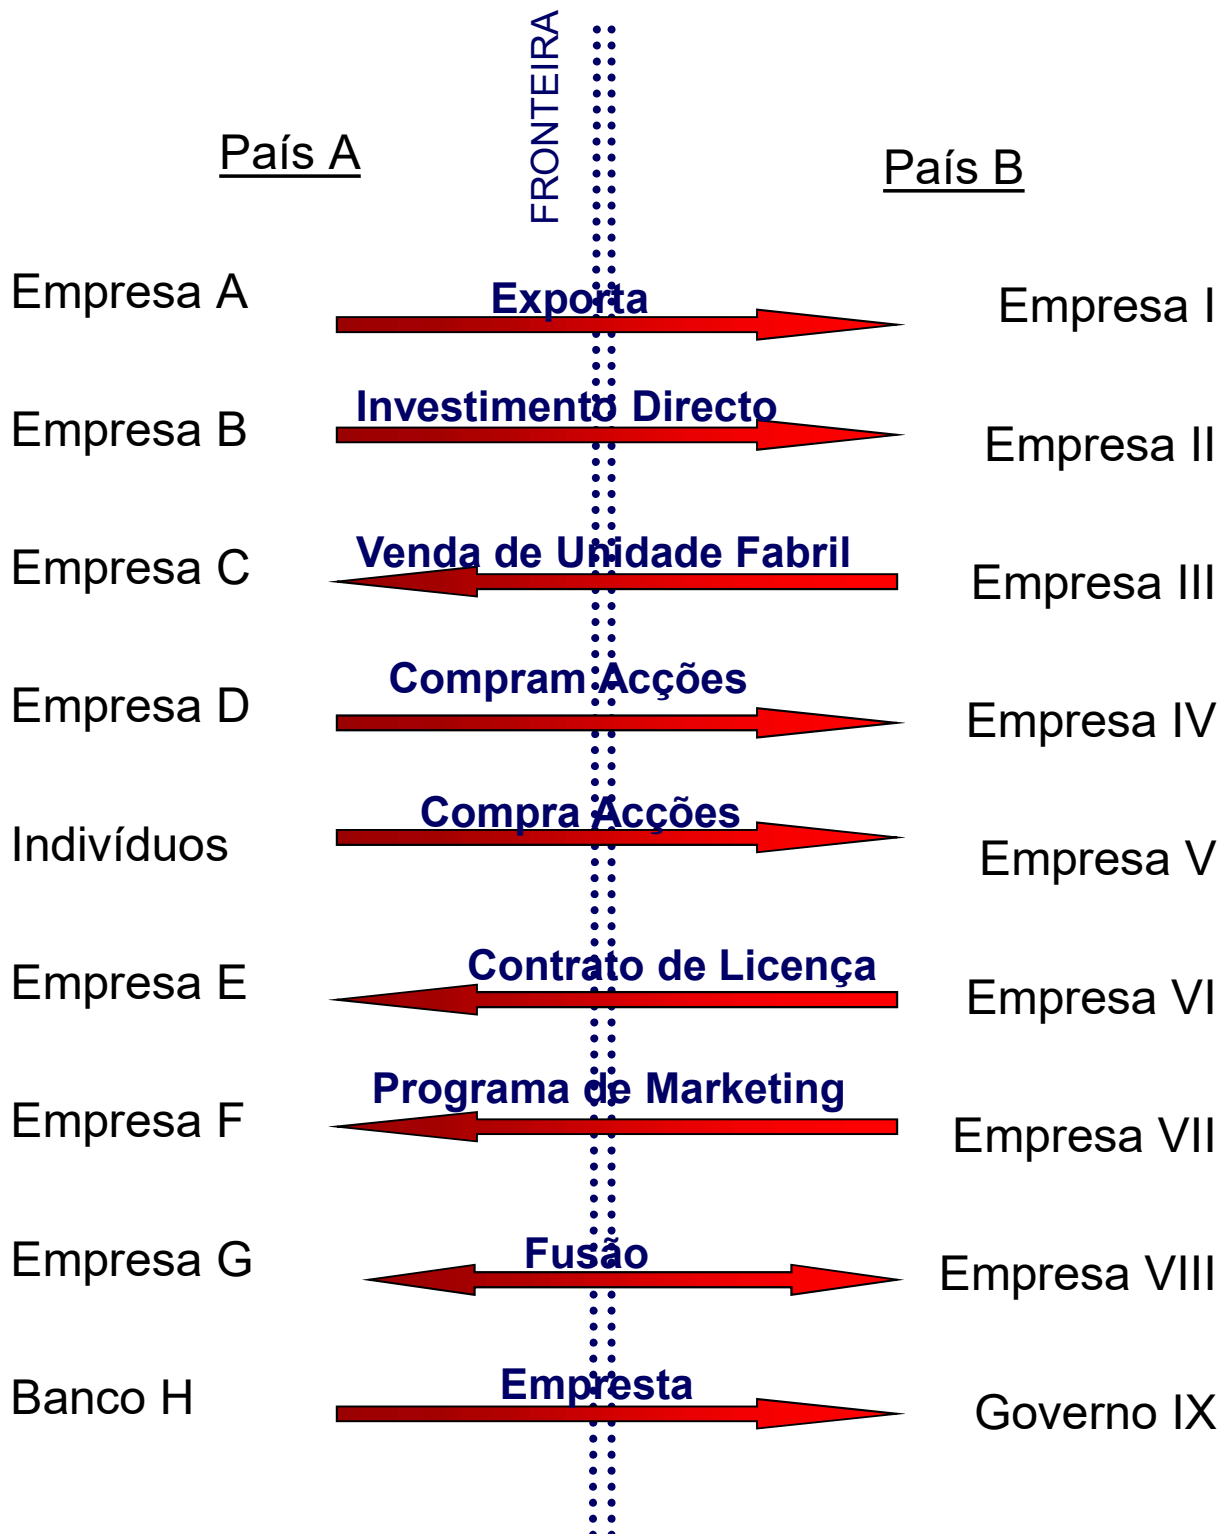 FRONTEIRA
País A
País B
Empresa A
Exporta
Empresa I
Empresa B
Investimento Directo
Empresa II
Empresa C
Venda de Unidade Fabril
Empresa III
Empresa D
Compram Acções
Empresa IV
Indivíduos
Compra Acções
Empresa V
Empresa E
Contrato de Licença
Empresa VI
Empresa F
Programa de Marketing
Empresa VII
Empresa G
Fusão
Empresa VIII
Banco H
Empresta
Governo IX